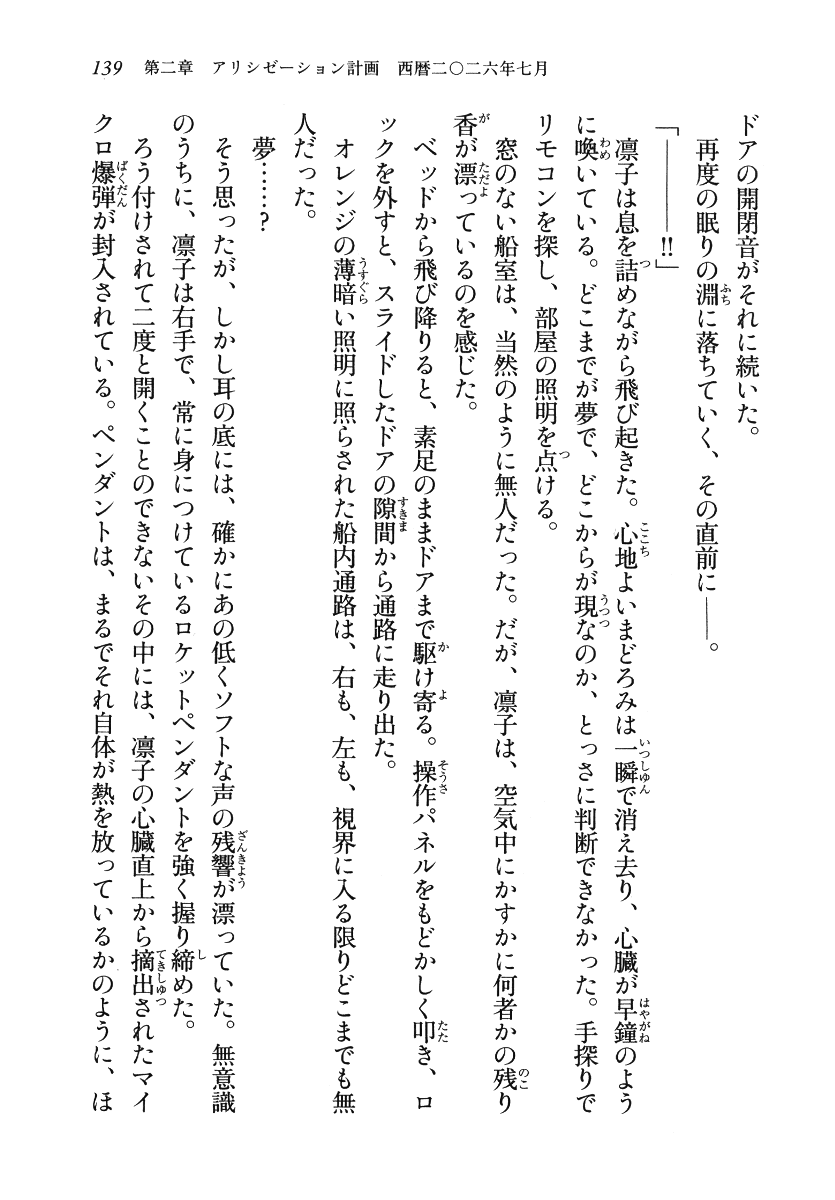 139 第二章 アリシゼーション計画 西暦二〇二六年七月
ドアの開閉音がそれに続いた。
再度の眠りの淵に落ちていく、その直前に――。
「――――!!」
凛子は息を詰めながら飛び起きた。心地よいまどろみは一瞬で消え去り、心臓が早鐘のよう
に喚いている。どこまでが夢で、どこからが現なのか、とっさに判断できなかった。手探りで
リモコンを探し、部屋の照明を点ける。
窓のない船室は、当然のように無人だった。だが、凛子は、空気中にかすかに何者かの残り
香が漂っているのを感じた。
ベッドから飛び降りると、素足のままドアまで駆け寄る。操作パネルをもどかしく叩き、ロ
ックを外すと、スライドしたドアの隙間から通路に走り出た。
オレンジの薄暗い照明に照らされた船内通路は、右も、左も、視界に入る限りどこまでも無
人だった。
夢……?
そう思ったが、しかし耳の底には、確かにあの低くソフトな声の残響が漂っていた。無意識
のうちに、凛子は右手で、常に身につけているロケットペンダントを強く握り締めた。
ろう付けされて二度と開くことのできないその中には、凛子の心臓直上から摘出されたマイ
クロ爆弾が封入されている。ペンダントは、まるでそれ自体が熱を放っているかのように、ほ